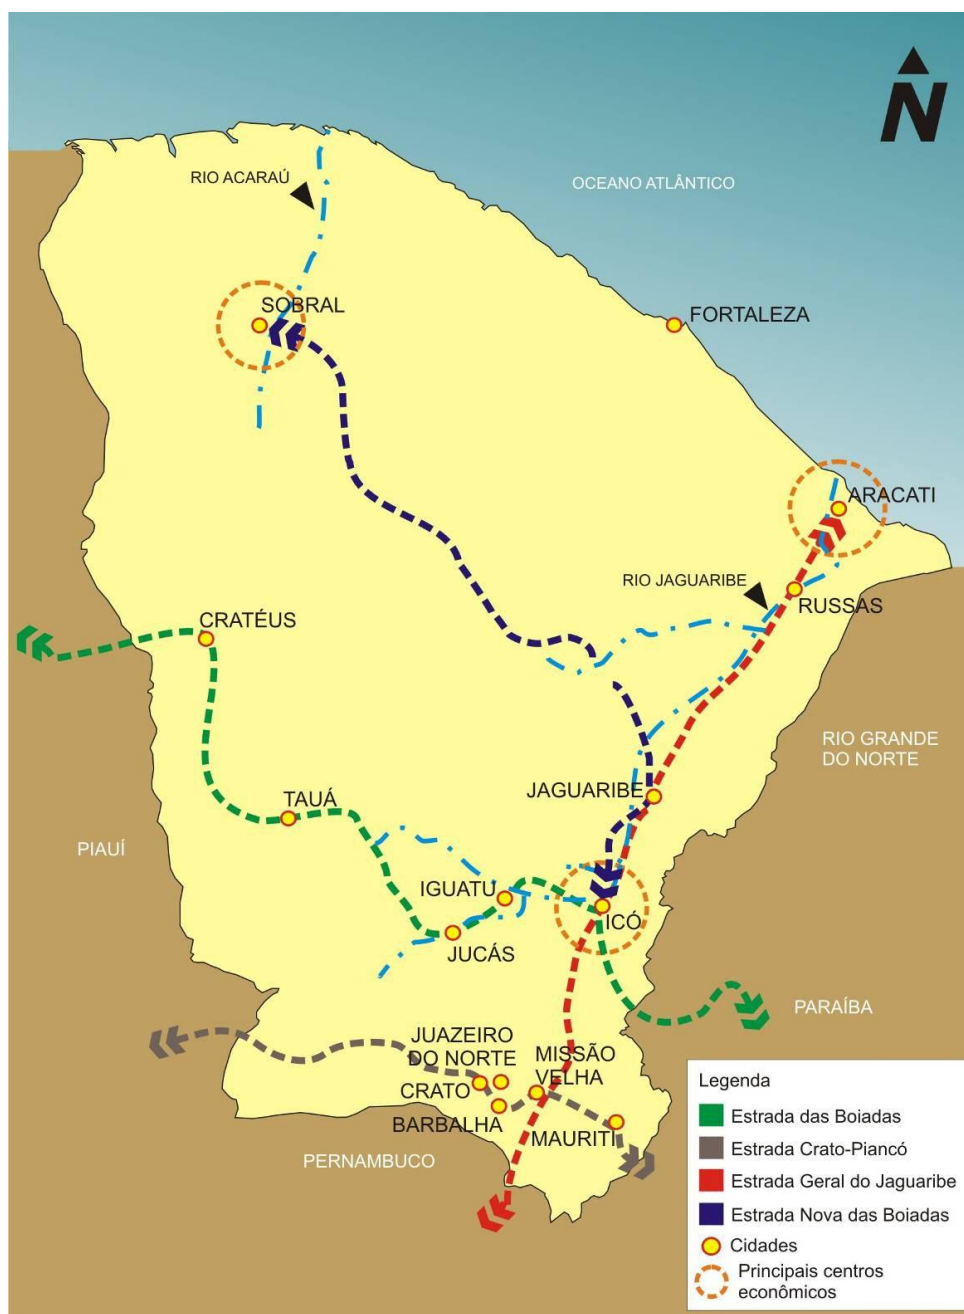 N
RIO ACARAÚ
OCEANO ATLÂNTICO
SOBRAL
FORTALEZA
ARACATI
RIO JAGUARIBE
RUSSAS
CRATÉUS
RIO GRANDE
DO NORTE
JAGUARIBE
TAUÁ
PIAUÍ
IGUATU
ICÓ
JUCÁS
PARAÍBA
JUAZEIRO
DO NORTE
MISSÃO
VELHA
CRATO
BARBALHA
MAURITI
PERNAMBUCO
Legenda
Estrada das Boiadas
Estrada Crato-Piancó
Estrada Geral do Jaguaribe
Estrada Nova das Boiadas
Cidades
Principais centros
econômicos